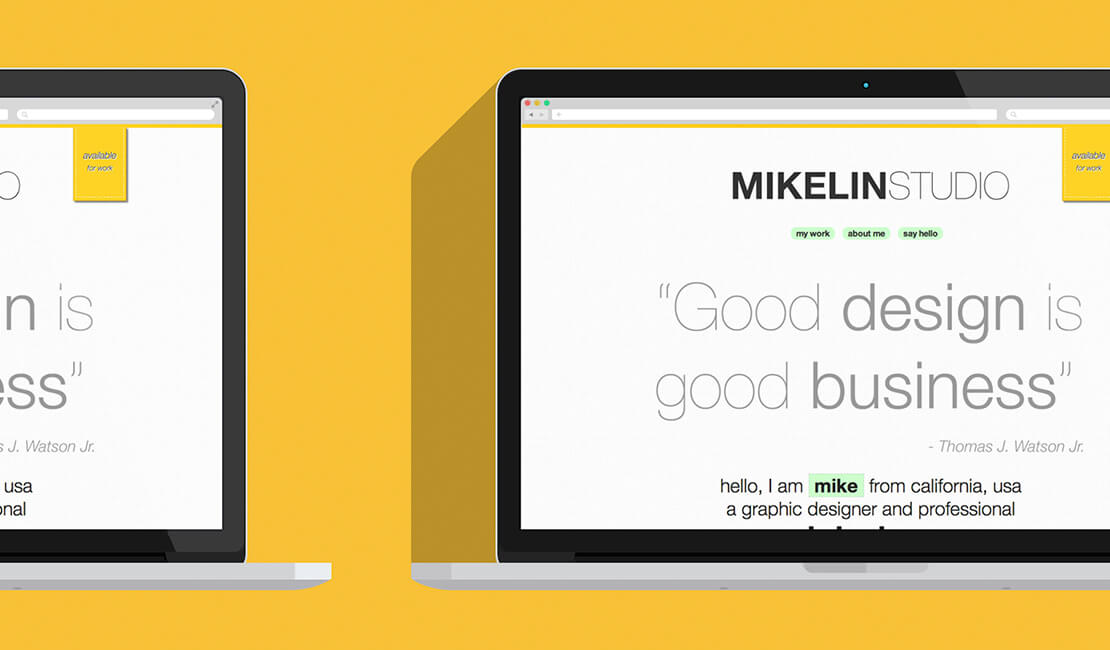 available
for work
O
n is
ess”
s J. Watson Jr.
usa
nal
available
for work
MIKELINSTUDIO
my work about me say hello
“Good design is
good business”
- Thomas J. Watson Jr.
hello, I am mike from california, usa
a graphic designer and professional